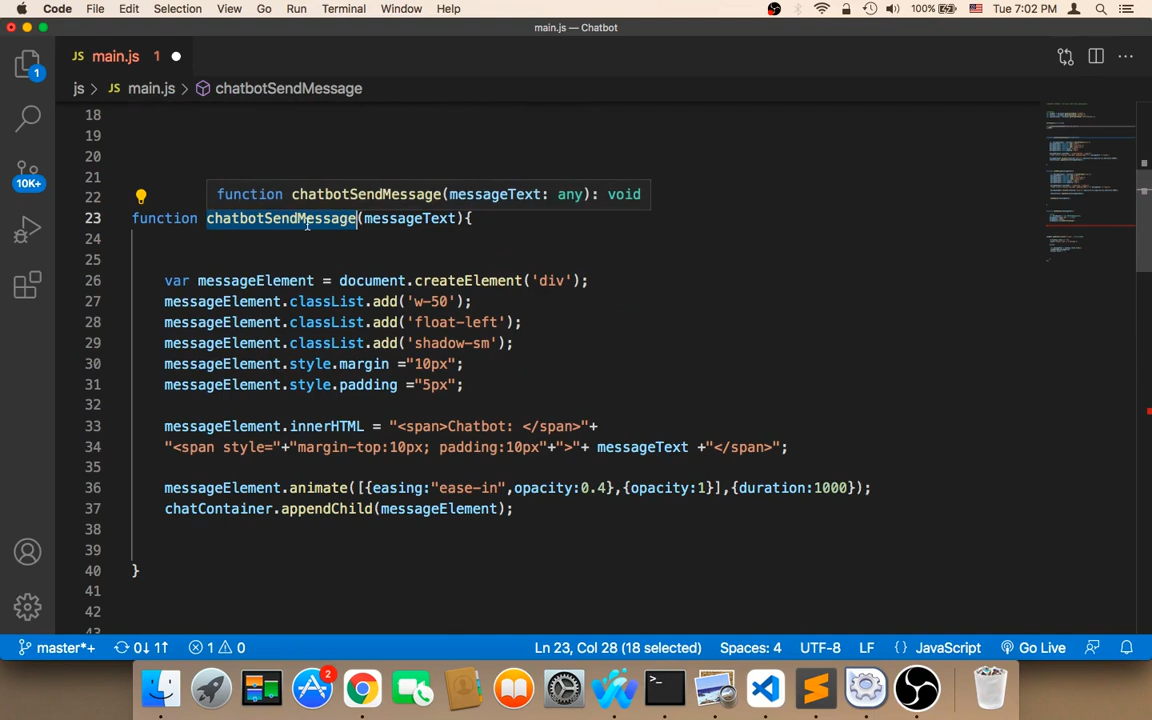 Code File Edit Selection View Go Run Terminal Window Help 100% Tue 7:02 PM
main.js — Chatbot
1
JS main.js 1
js > JS main.js > chatbotSendMessage
18
19
20
21
10K+
function chatbotSendMessage(messageText: any): void
22
23 function chatbotSendMessage(messageText){
24
25
26 var messageElement = document.createElement('div');
27 messageElement.classList.add('w-50');
28 messageElement.classList.add('float-left');
29 messageElement.classList.add('shadow-sm');
30 messageElement.style.margin ="10px";
31 messageElement.style.padding ="5px";
32
33 messageElement.innerHTML = "<span>Chatbot: </span>"+
34 "<span style="+"margin-top:10px; padding:10px"+">"+ messageText +"</span>";
35
36 messageElement.animate([{easing:"ease-in",opacity:0.4},{opacity:1}],{duration:1000});
37 chatContainer.appendChild(messageElement);
38
39
40 }
41
42
43
master*+ 0↓ 1↑ 1 0 Ln 23, Col 28 (18 selected) Spaces: 4 UTF-8 LF {} JavaScript Go Live
2